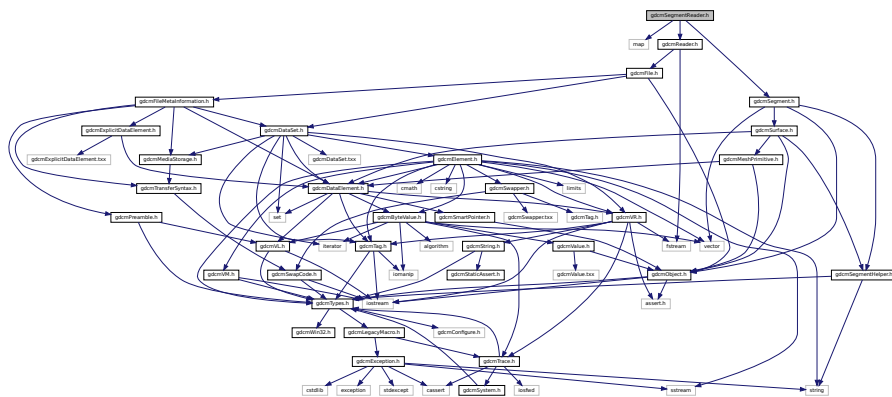 gdcmSegmentReader.h
map
gdcmReader.h
gdcmFile.h
gdcmFileMetaInformation.h
gdcmSegment.h
gdcmExplicitDataElement.h
gdcmDataSet.h
gdcmSurface.h
gdcmExplicitDataElement.txx
gdcmMediaStorage.h
gdcmDataSet.txx
gdcmElement.h
gdcmMeshPrimitive.h
gdcmTransferSyntax.h
gdcmDataElement.h
cmath
cstring
gdcmSwapper.h
limits
gdcmPreamble.h
set
gdcmByteValue.h
gdcmSmartPointer.h
gdcmSwapper.txx
gdcmTag.h
gdcmVR.h
gdcmVL.h
iterator
gdcmTag.h
algorithm
gdcmString.h
gdcmValue.h
fstream
vector
gdcmVM.h
gdcmSwapCode.h
iomanip
gdcmStaticAssert.h
gdcmValue.txx
gdcmObject.h
gdcmSegmentHelper.h
gdcmTypes.h
iostream
assert.h
gdcmWin32.h
gdcmLegacyMacro.h
gdcmConfigure.h
gdcmException.h
gdcmTrace.h
cstdlib
exception
stdexcept
cassert
gdcmSystem.h
iosfwd
sstream
string